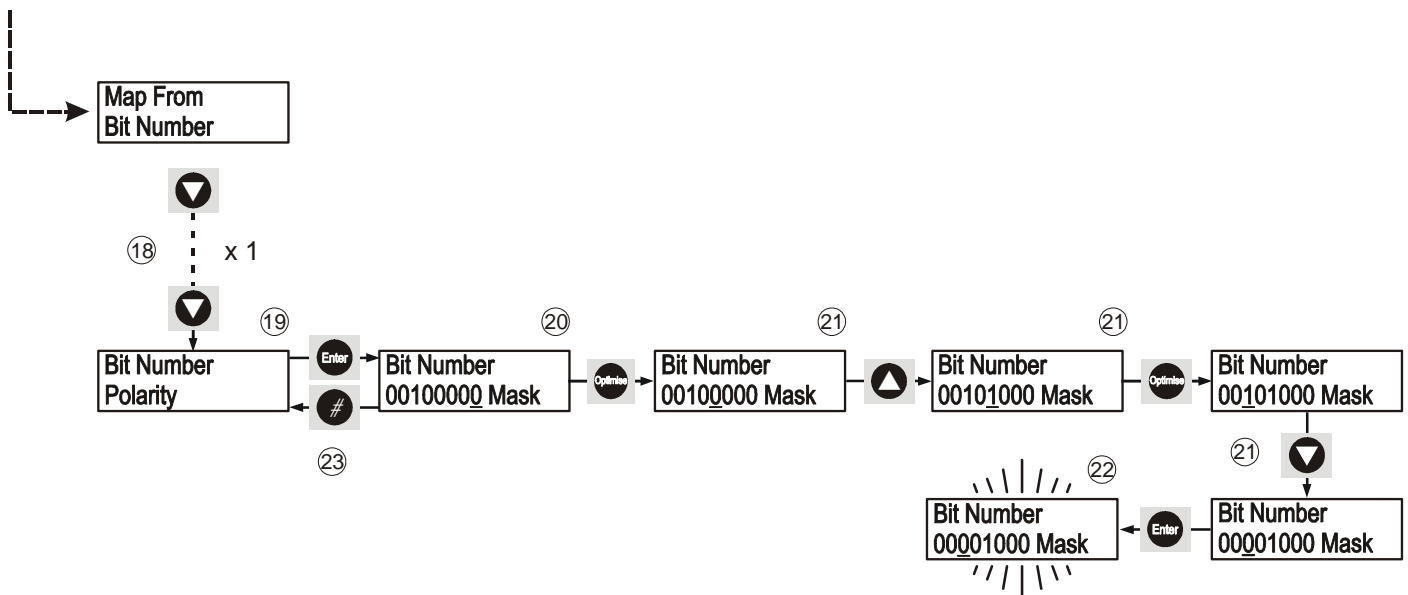 Map From
Bit Number
⑱ x 1
⑲ ⑳ ㉑ ㉑
Bit Number
Polarity
Enter
#
㉓
Bit Number
00100000 Mask
Optimise
Bit Number
00100000 Mask
Bit Number
00101000 Mask
Optimise
Bit Number
00101000 Mask
㉑
㉒
Bit Number
00001000 Mask
Enter
Bit Number
00001000 Mask